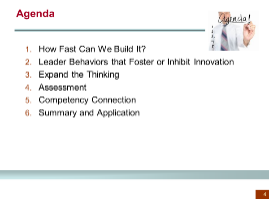 Agenda
Agenda!
1. How Fast Can We Build It?
2. Leader Behaviors that Foster or Inhibit Innovation
3. Expand the Thinking
4. Assessment
5. Competency Connection
6. Summary and Application
4